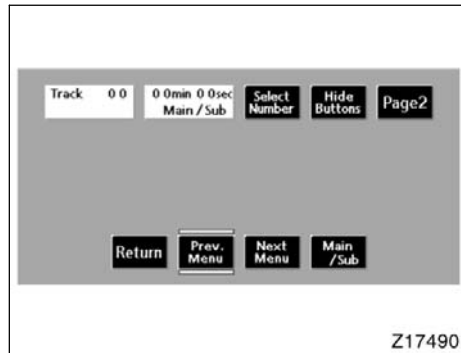 Track 0 0
0 0min 0 0sec
Main / Sub
Select
Number
Hide
Buttons
Page2
Return
Prev.
Menu
Next
Menu
Main
/Sub
Z17490